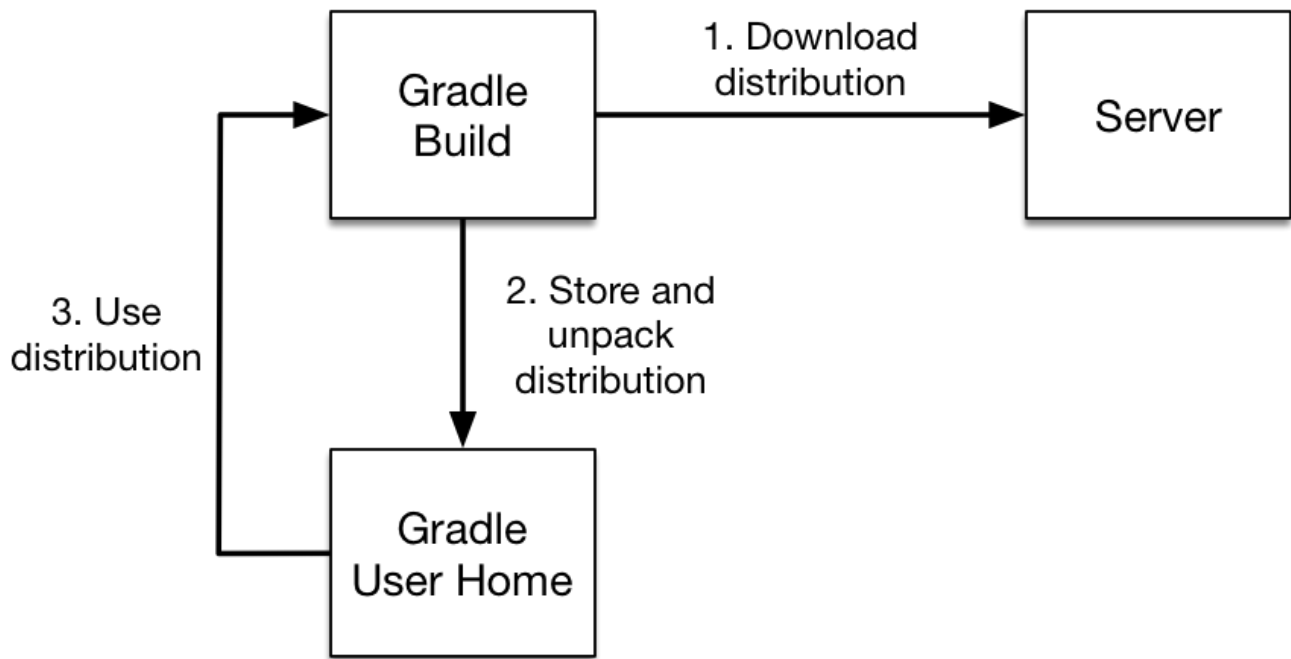 Gradle
Build
1. Download
distribution
Server
2. Store and
unpack
distribution
3. Use
distribution
Gradle
User Home